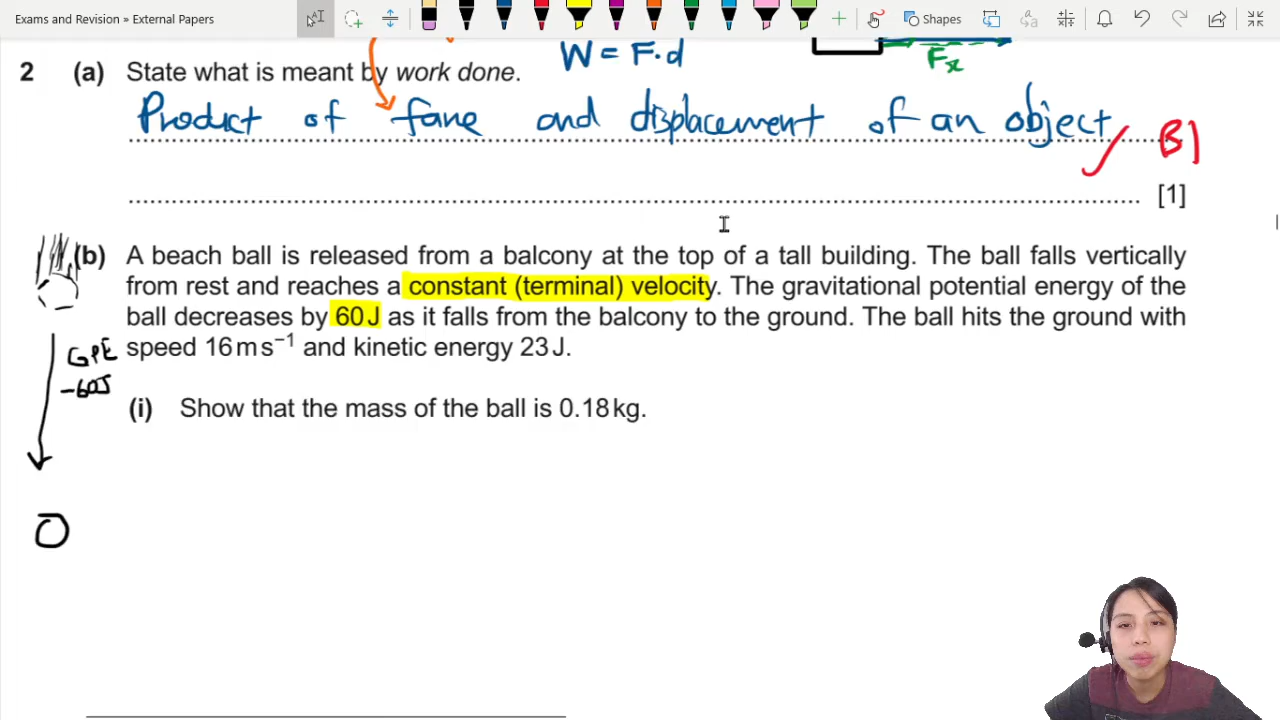 Exams and Revision » External Papers
Shapes
W = F.d
Fx
2 (a) State what is meant by work done.
Product of force and displacement of an object
B1
[1]
(b) A beach ball is released from a balcony at the top of a tall building. The ball falls vertically
from rest and reaches a constant (terminal) velocity. The gravitational potential energy of the
ball decreases by 60 J as it falls from the balcony to the ground. The ball hits the ground with
speed 16 m s⁻¹ and kinetic energy 23 J.
GPE
-60J
(i) Show that the mass of the ball is 0.18 kg.